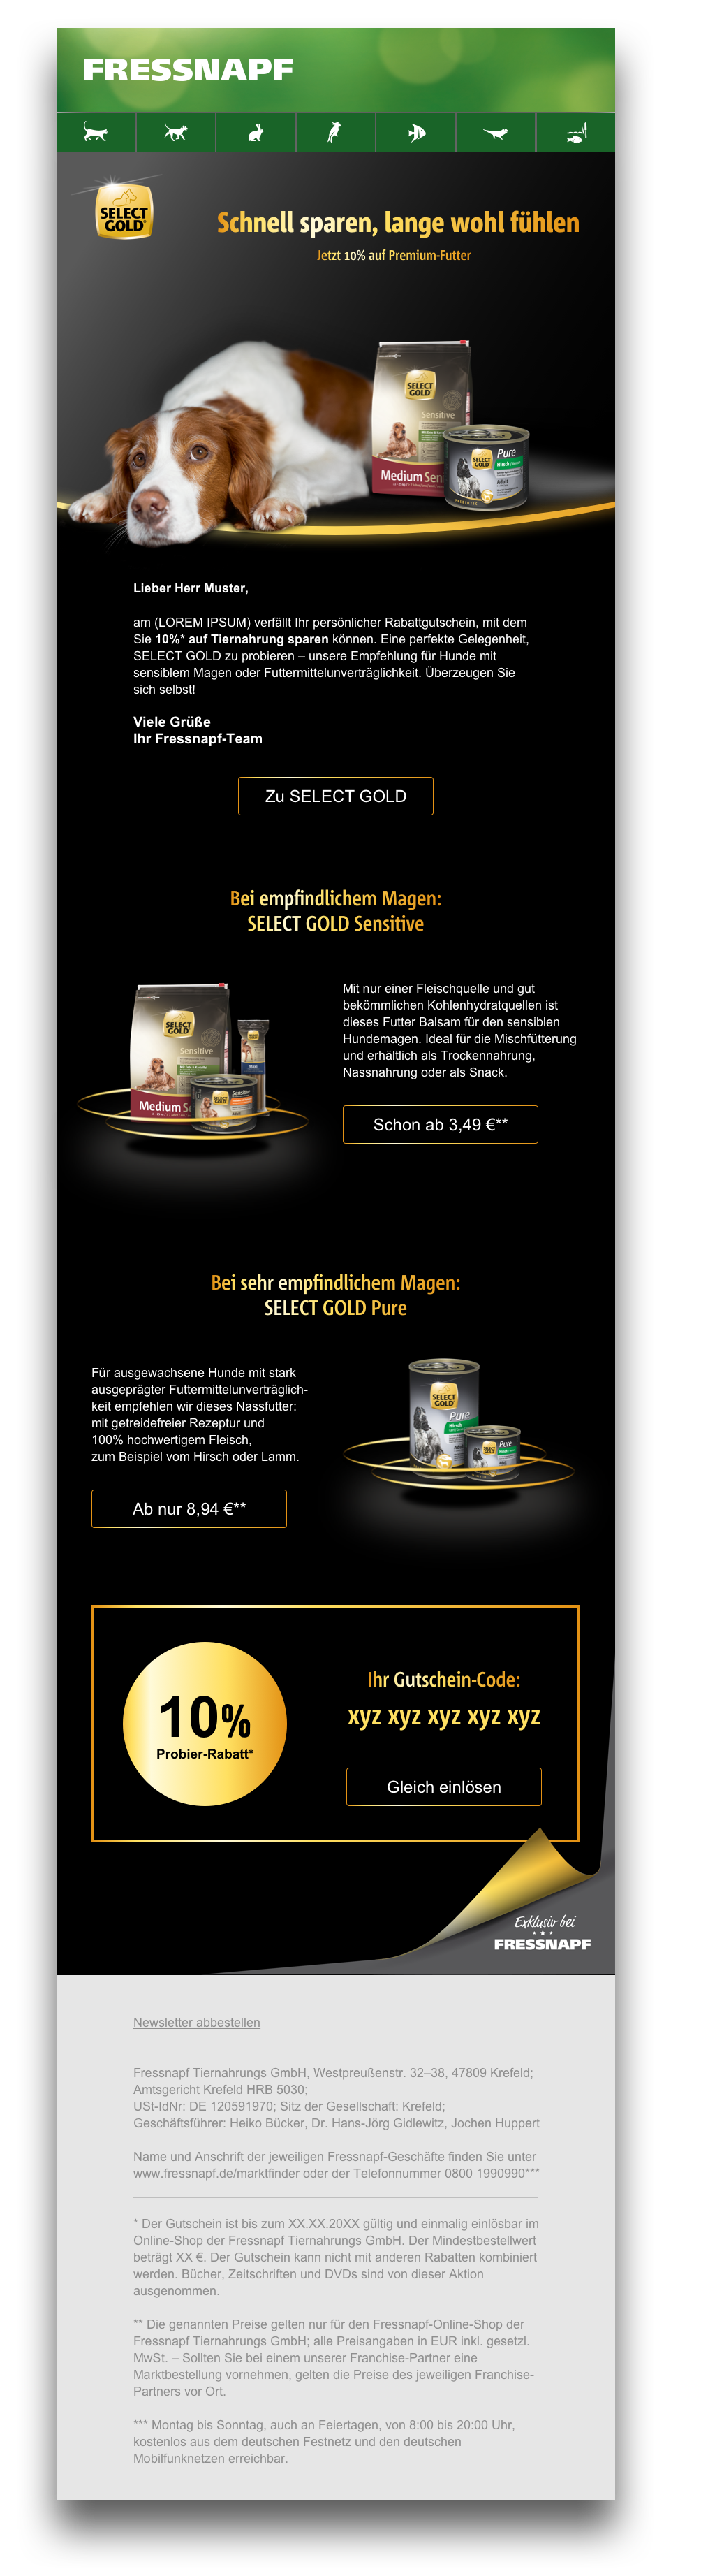 FRESSNAPF
SELECT
GOLD
Schnell sparen, lange wohl fühlen
Jetzt 10% auf Premium-Futter
SELECT
GOLD
Sensitive
Medium Sen
SELECT
GOLD
Pure
Hirsch
Adult
Lieber Herr Muster,
am (LOREM IPSUM) verfällt Ihr persönlicher Rabattgutschein, mit dem
Sie 10%* auf Tiernahrung sparen können. Eine perfekte Gelegenheit,
SELECT GOLD zu probieren – unsere Empfehlung für Hunde mit
sensiblem Magen oder Futtermittelunverträglichkeit. Überzeugen Sie
sich selbst!
Viele Grüße
Ihr Fressnapf-Team
Zu SELECT GOLD
Bei empfindlichem Magen:
SELECT GOLD Sensitive
SELECT
GOLD
Sensitive
Medium Se
Sensitive
Mit nur einer Fleischquelle und gut
bekömmlichen Kohlenhydratquellen ist
dieses Futter Balsam für den sensiblen
Hundemagen. Ideal für die Mischfütterung
und erhältlich als Trockennahrung,
Nassnahrung oder als Snack.
Schon ab 3,49 €**
Bei sehr empfindlichem Magen:
SELECT GOLD Pure
Für ausgewachsene Hunde mit stark
ausgeprägter Futtermittelunverträglich-
keit empfehlen wir dieses Nassfutter:
mit getreidefreier Rezeptur und
100% hochwertigem Fleisch,
zum Beispiel vom Hirsch oder Lamm.
Ab nur 8,94 €**
SELECT
GOLD
Pure
Hirsch
Pure
10%
Probier-Rabatt*
Ihr Gutschein-Code:
xyz xyz xyz xyz xyz
Gleich einlösen
Exklusiv bei
FRESSNAPF
Newsletter abbestellen
Fressnapf Tiernahrungs GmbH, Westpreußenstr. 32–38, 47809 Krefeld;
Amtsgericht Krefeld HRB 5030;
USt-IdNr: DE 120591970; Sitz der Gesellschaft: Krefeld;
Geschäftsführer: Heiko Bücker, Dr. Hans-Jörg Gidlewitz, Jochen Huppert
Name und Anschrift der jeweiligen Fressnapf-Geschäfte finden Sie unter
www.fressnapf.de/marktfinder oder der Telefonnummer 0800 1990990***
* Der Gutschein ist bis zum XX.XX.20XX gültig und einmalig einlösbar im
Online-Shop der Fressnapf Tiernahrungs GmbH. Der Mindestbestellwert
beträgt XX €. Der Gutschein kann nicht mit anderen Rabatten kombiniert
werden. Bücher, Zeitschriften und DVDs sind von dieser Aktion
ausgenommen.
** Die genannten Preise gelten nur für den Fressnapf-Online-Shop der
Fressnapf Tiernahrungs GmbH; alle Preisangaben in EUR inkl. gesetzl.
MwSt. – Sollten Sie bei einem unserer Franchise-Partner eine
Marktbestellung vornehmen, gelten die Preise des jeweiligen Franchise-
Partners vor Ort.
*** Montag bis Sonntag, auch an Feiertagen, von 8:00 bis 20:00 Uhr,
kostenlos aus dem deutschen Festnetz und den deutschen
Mobilfunknetzen erreichbar.